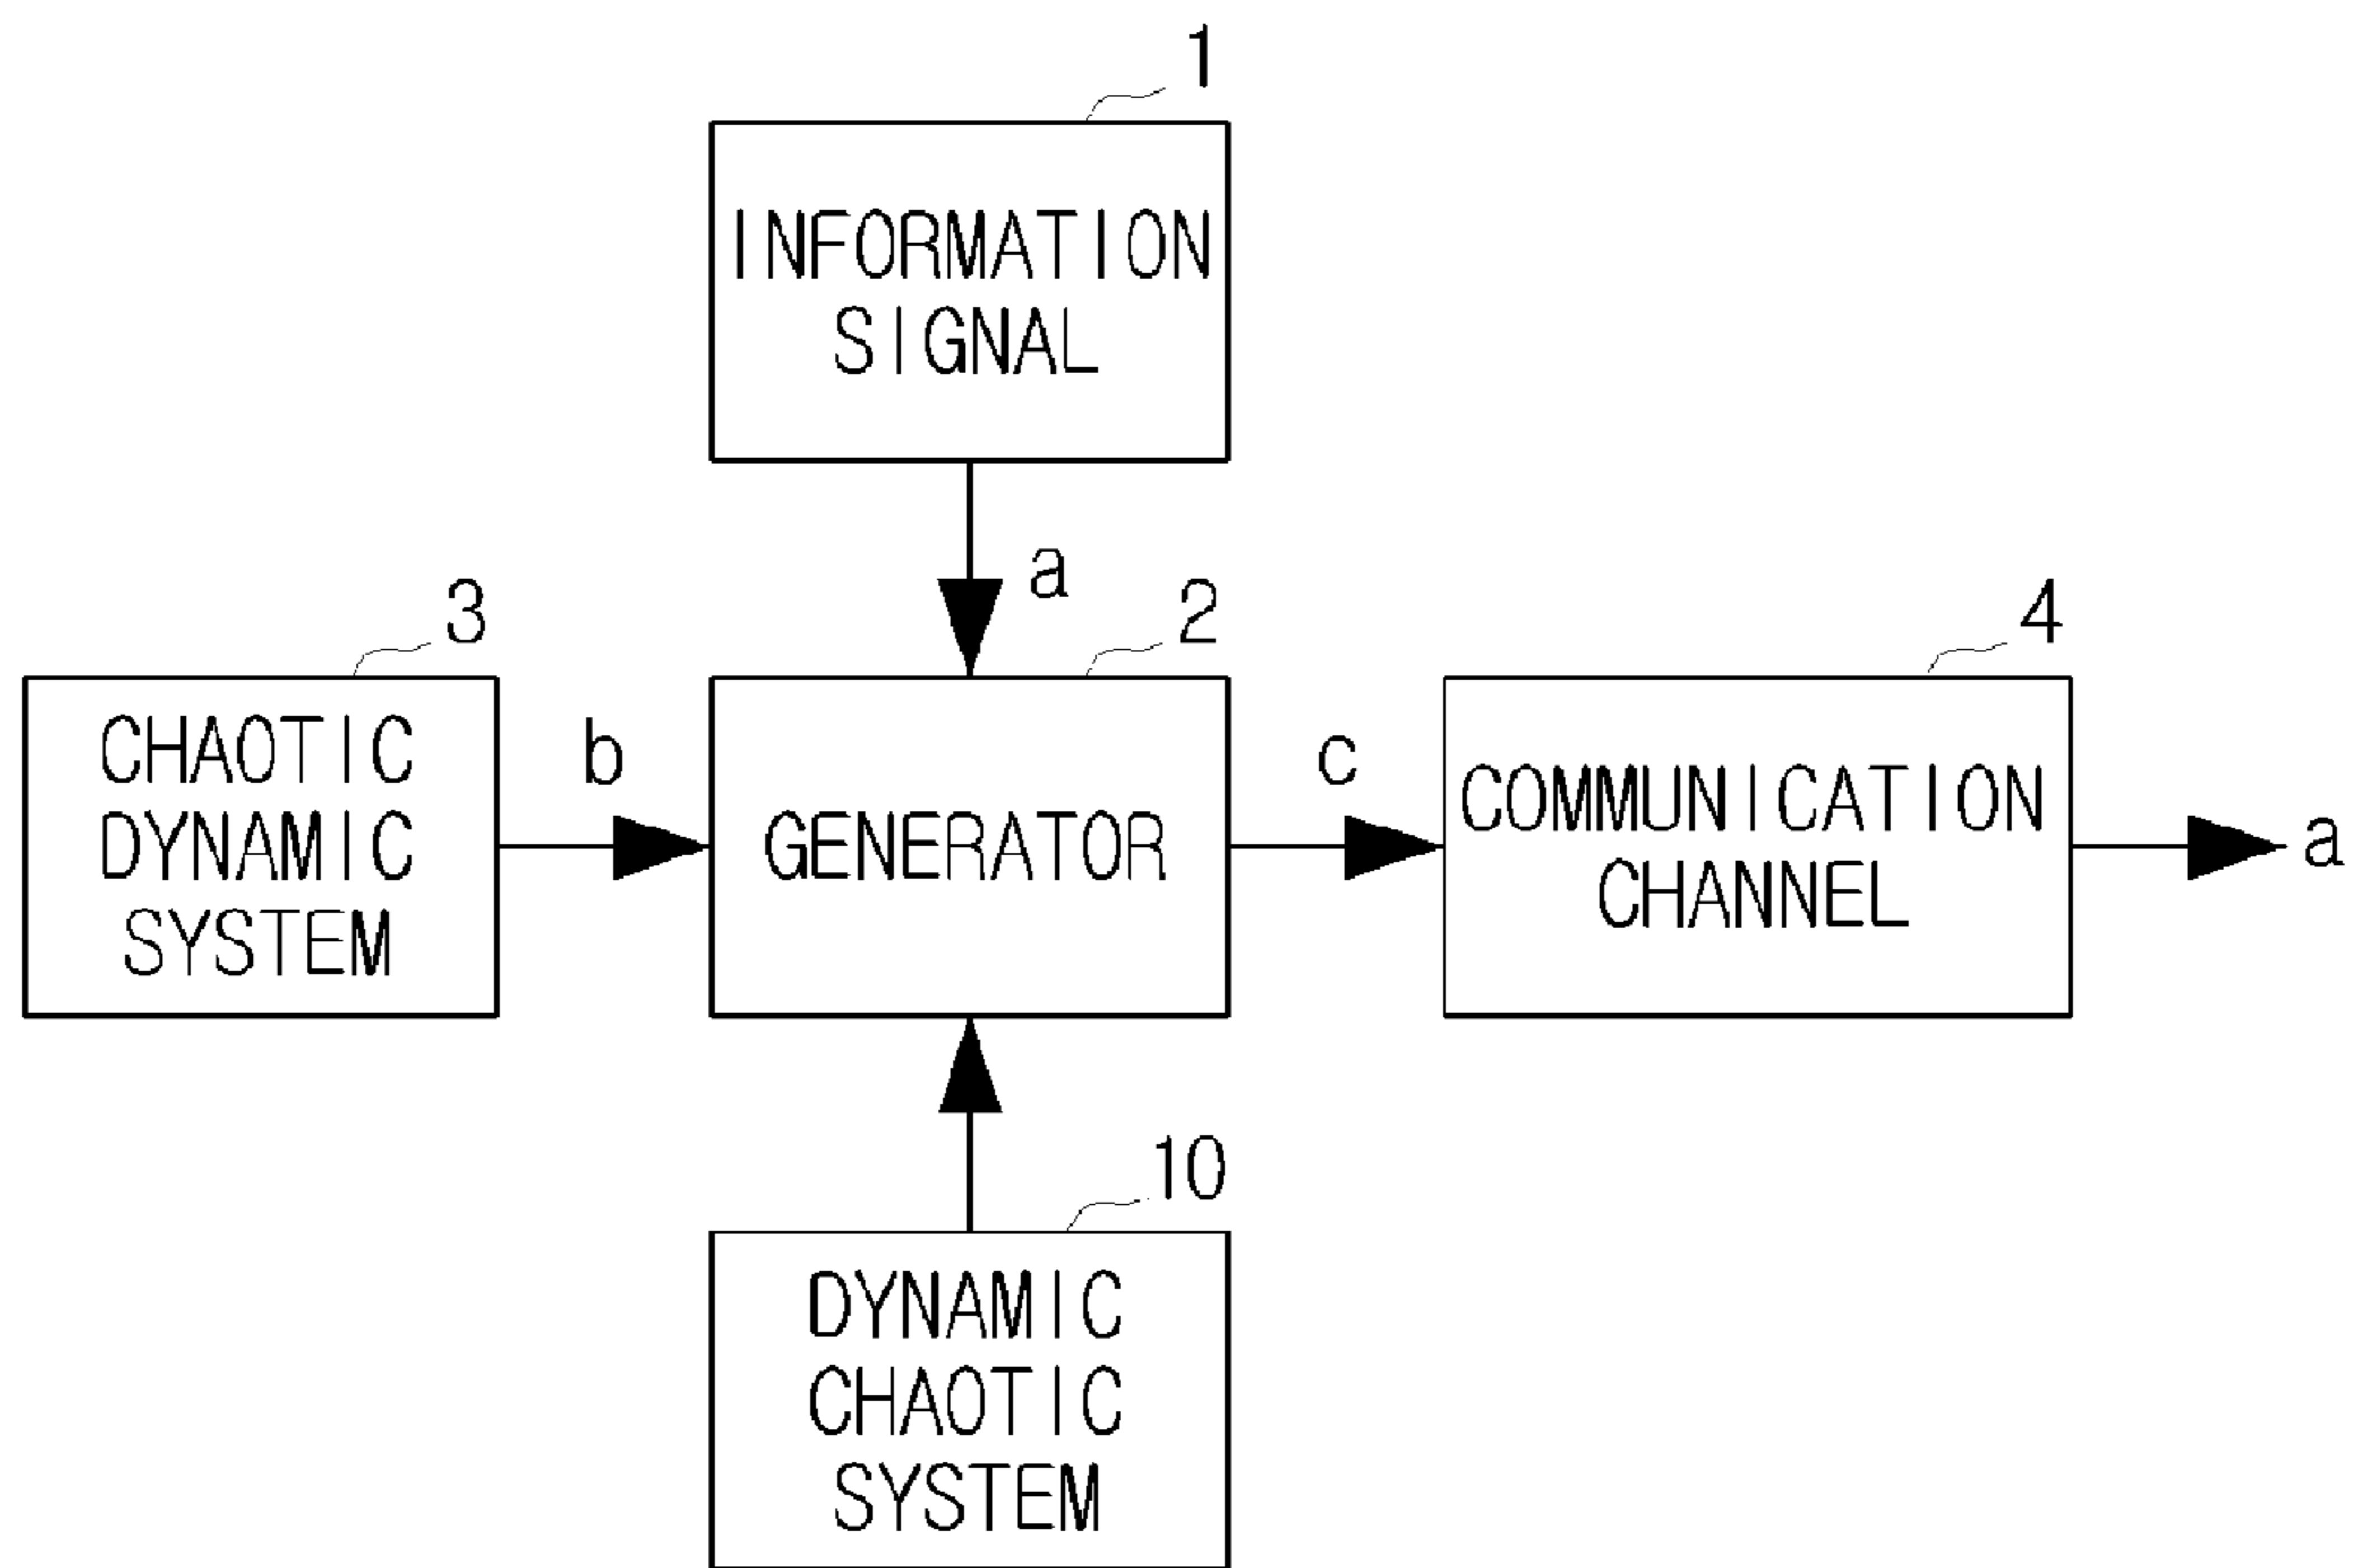 1
INFORMATION
SIGNAL
a
3
2
4
CHAOTIC
DYNAMIC
SYSTEM
b
GENERATOR
c
COMMUNICATION
CHANNEL
a
10
DYNAMIC
CHAOTIC
SYSTEM